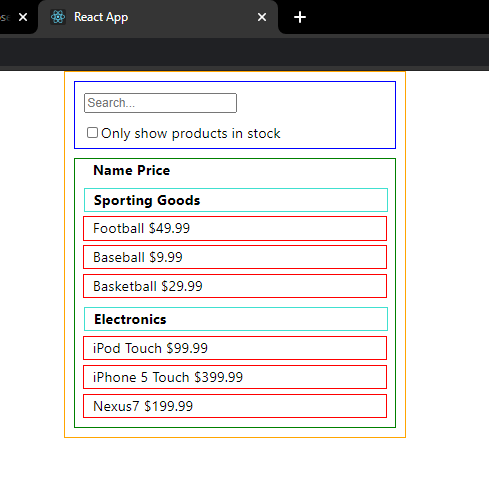 React App
Search...
Only show products in stock
Name Price
Sporting Goods
Football $49.99
Baseball $9.99
Basketball $29.99
Electronics
iPod Touch $99.99
iPhone 5 Touch $399.99
Nexus7 $199.99